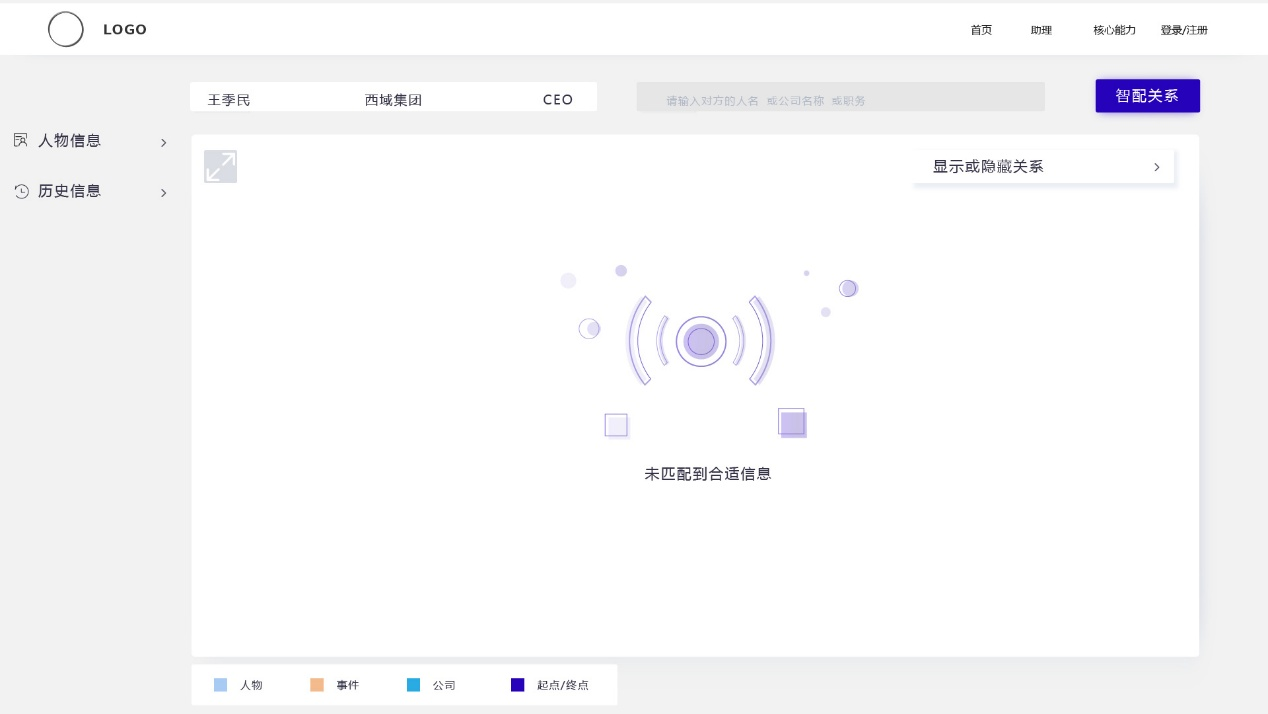 LOGO 首页 助理 核心能力 登录/注册
王季民 西域集团 CEO 请输入对方的人名 或公司名称 或职务 智配关系
人物信息
历史信息
显示或隐藏关系
未匹配到合适信息
人物 事件 公司 起点/终点